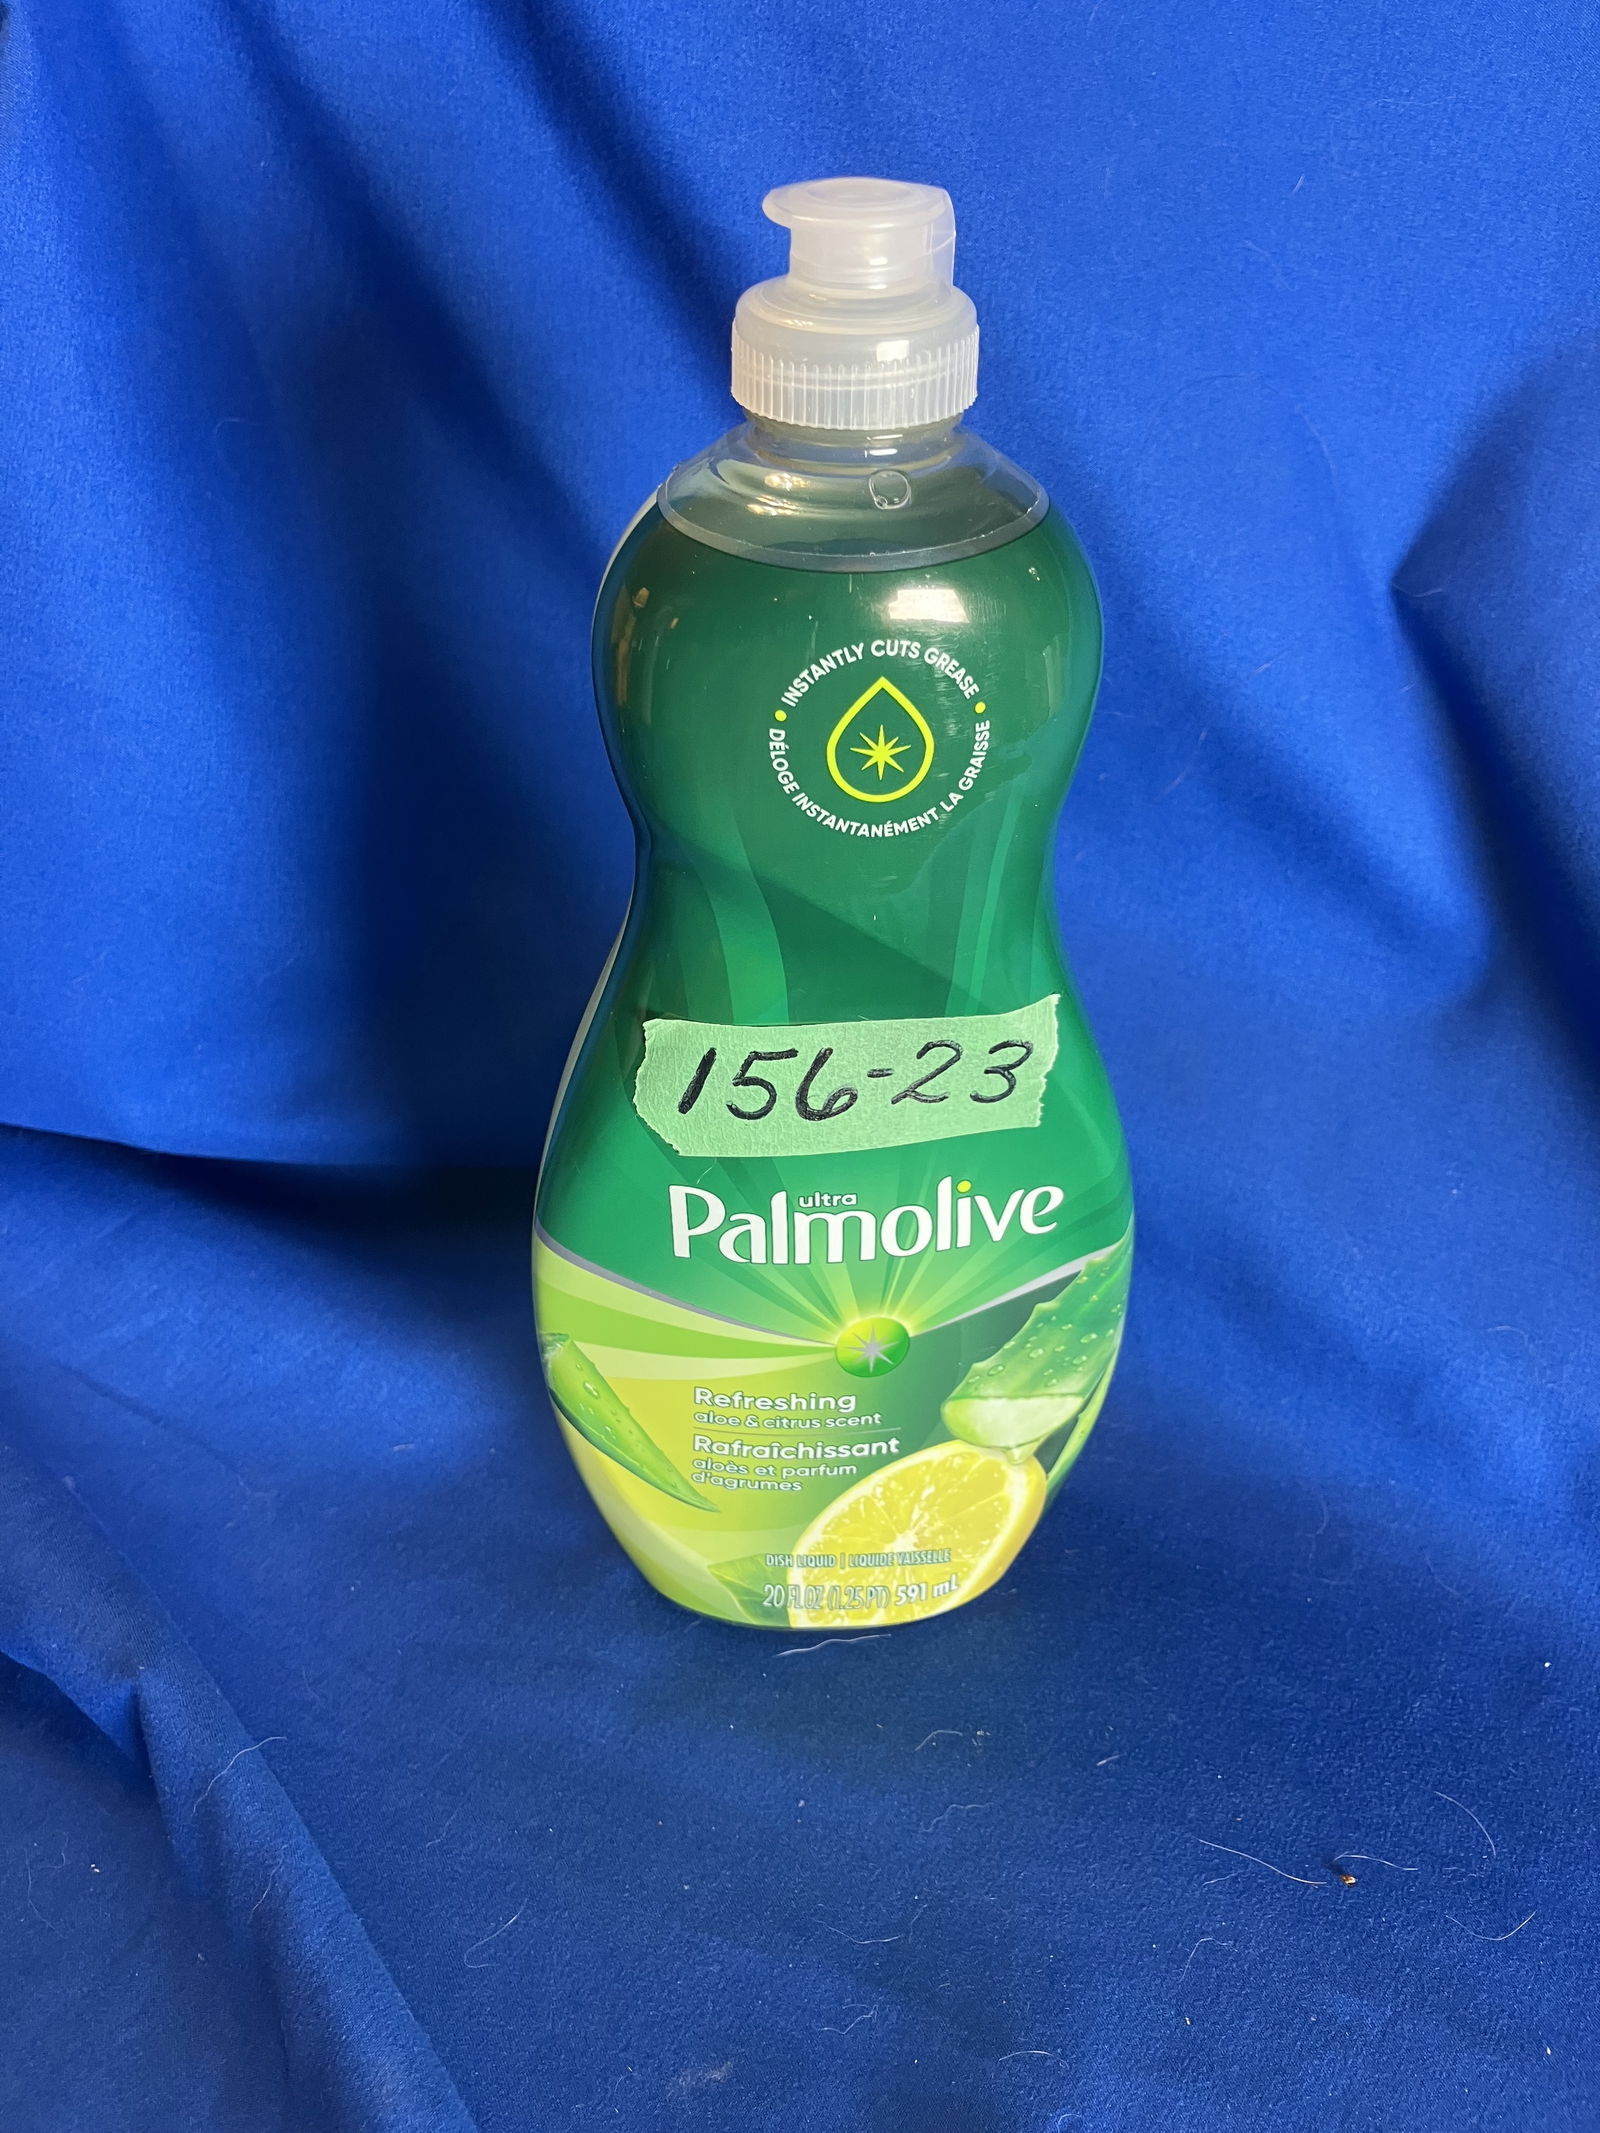 INSTANTLY CUTS GREASE
DÉLOGE INSTANTANÉMENT LA GRAISSE
156-23
ultra
Palmolive
Refreshing
aloe & citrus scent
Rafraîchissant
aloès et parfum
d'agrumes
DISH LIQUID | LIQUIDE VAISSELLE
20 FL OZ (1.25 PT) 591 mL